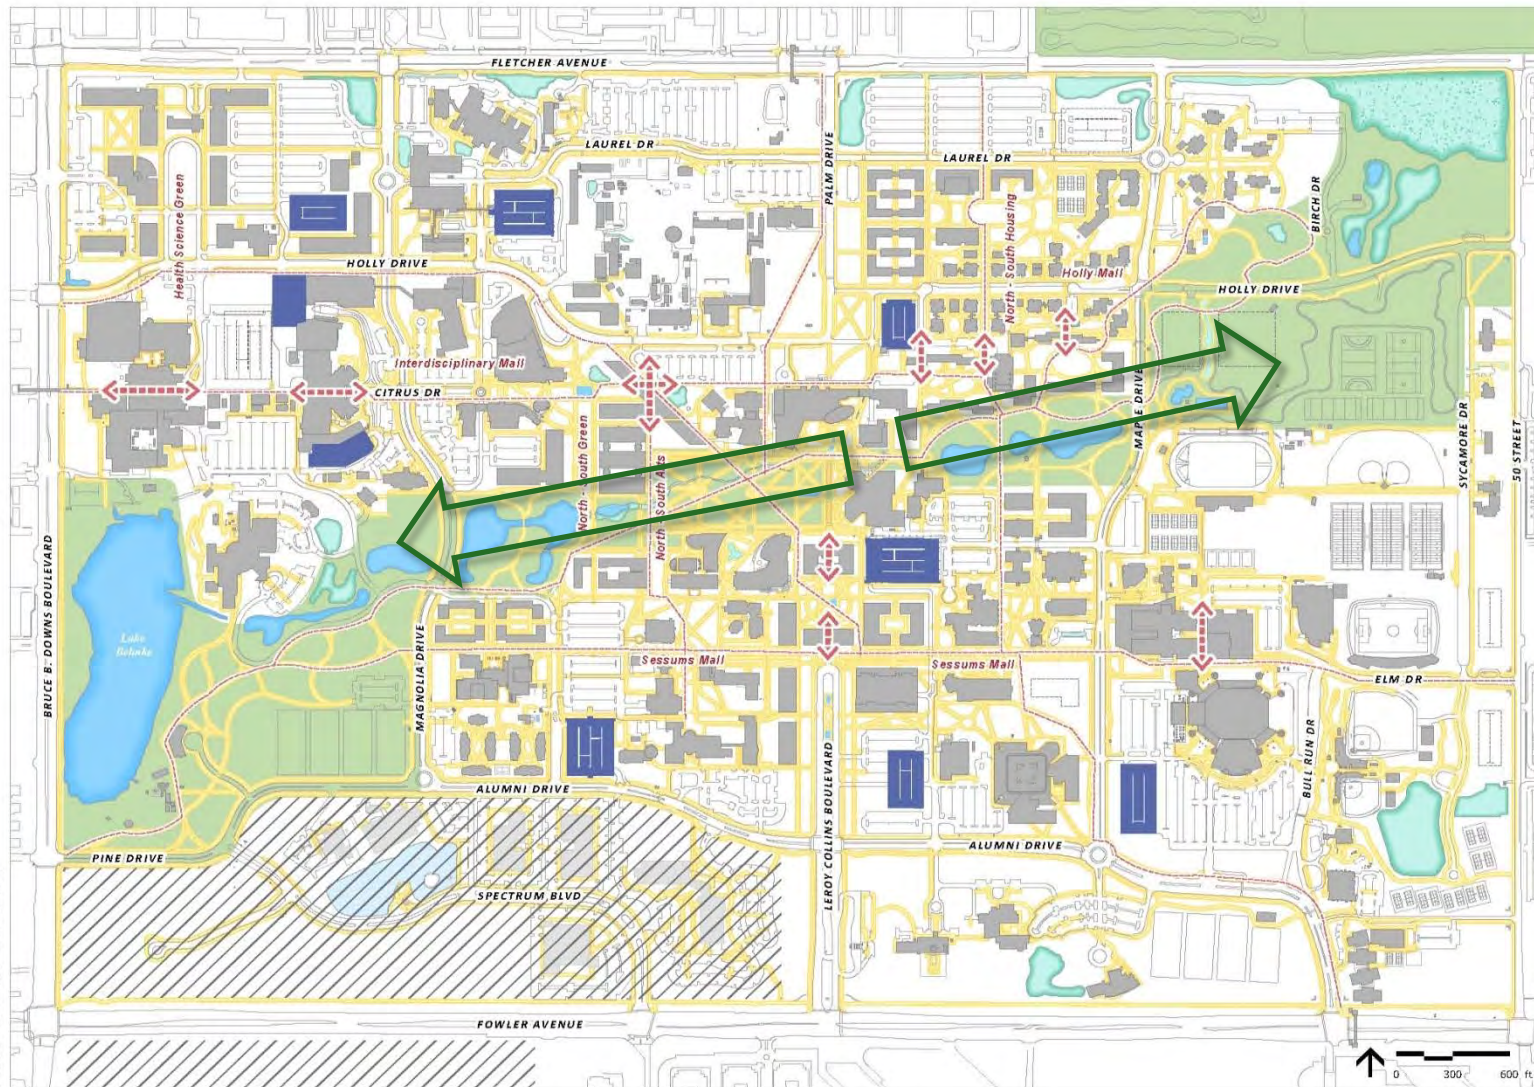 FLETCHER AVENUE
LAUREL DR
LAUREL DR
PALM DRIVE
BIRCH DR
Health Science Green
North - South Housing
HOLLY DRIVE
Holly Mall
HOLLY DRIVE
Interdisciplinary Mall
CITRUS DR
MAPLE DRIVE
SYCAMORE DR
50 STREET
North - South Green
North - South Arts
BRUCE B. DOWNS BOULEVARD
Lake
Behnke
MAGNOLIA DRIVE
Sessums Mall
Sessums Mall
ELM DR
BULL RUN DR
LEROY COLLINS BOULEVARD
ALUMNI DRIVE
ALUMNI DRIVE
PINE DRIVE
SPECTRUM BLVD
FOWLER AVENUE
0 300 600 ft